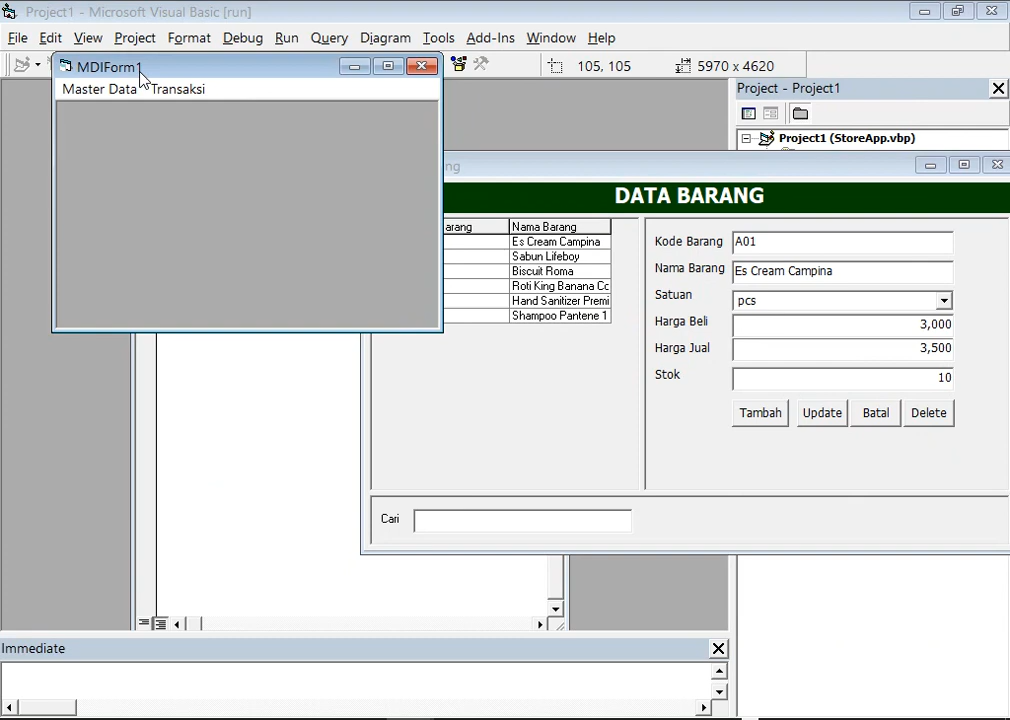 Project1 - Microsoft Visual Basic [run]
File Edit View Project Format Debug Run Query Diagram Tools Add-Ins Window Help
105, 105 5970 x 4620
MDIForm1
Master Data Transaksi
Project - Project1
Project1 (StoreApp.vbp)
ng
DATA BARANG
arang Nama Barang
Es Cream Campina
Sabun Lifeboy
Biscuit Roma
Roti King Banana Cc
Hand Sanitizer Premi
Shampoo Pantene 1
Kode Barang A01
Nama Barang Es Cream Campina
Satuan pcs
Harga Beli 3,000
Harga Jual 3,500
Stok 10
Tambah Update Batal Delete
Cari
Immediate